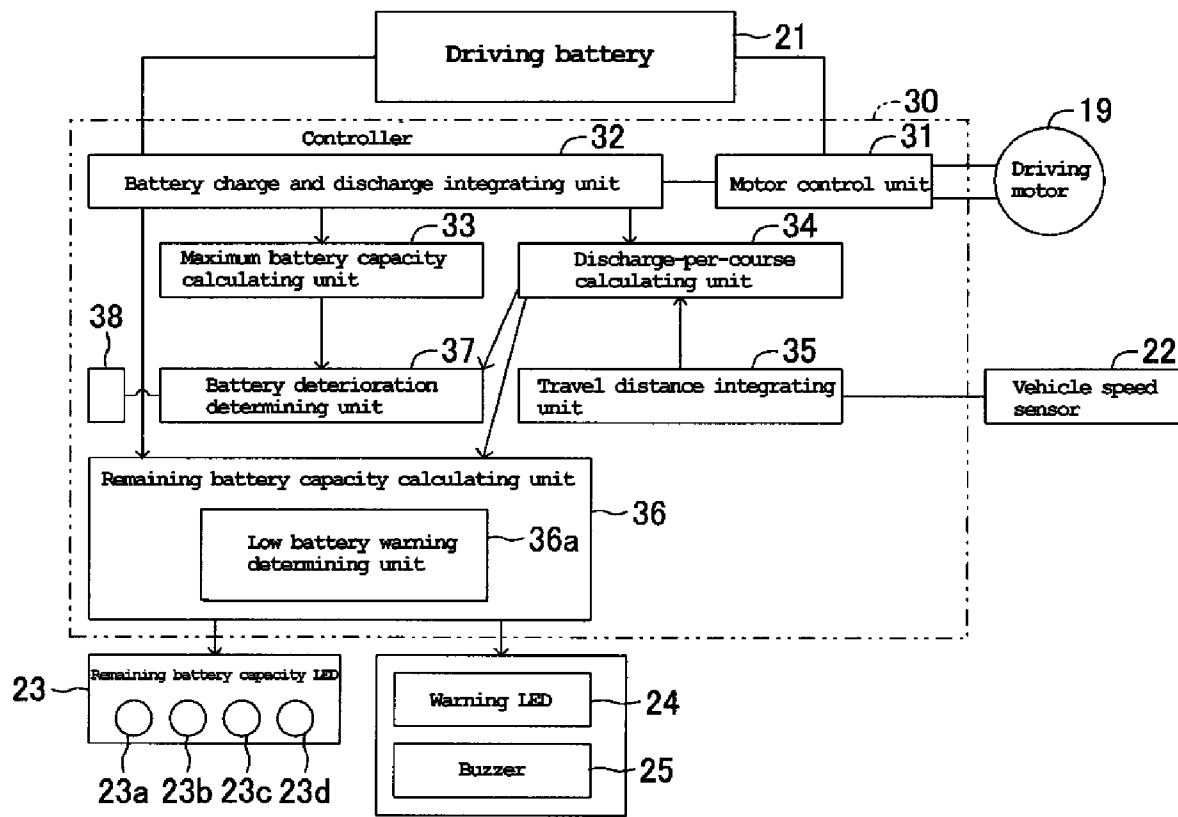 21
Driving battery
30
19
Controller
32
31
Battery charge and discharge integrating unit
Motor control unit
Driving
motor
33
34
Maximum battery capacity
calculating unit
Discharge-per-course
calculating unit
38
37
35
22
Battery deterioration
determining unit
Travel distance integrating
unit
Vehicle speed
sensor
Remaining battery capacity calculating unit
36
Low battery warning
determining unit
36a
Remaining battery capacity LED
23
23a
23b
23c
23d
Warning LED
24
Buzzer
25